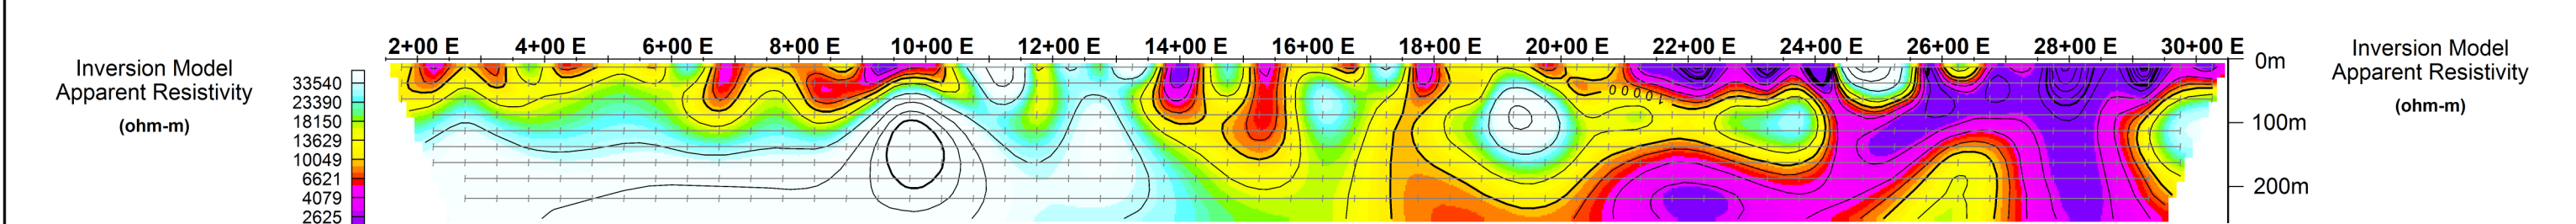 Inversion Model
Apparent Resistivity
(ohm-m)
33540
23390
18150
13629
10049
6621
4079
2625
2+00 E 4+00 E 6+00 E 8+00 E 10+00 E 12+00 E 14+00 E 16+00 E 18+00 E 20+00 E 22+00 E 24+00 E 26+00 E 28+00 E 30+00 E
0m
100m
200m
Inversion Model
Apparent Resistivity
(ohm-m)